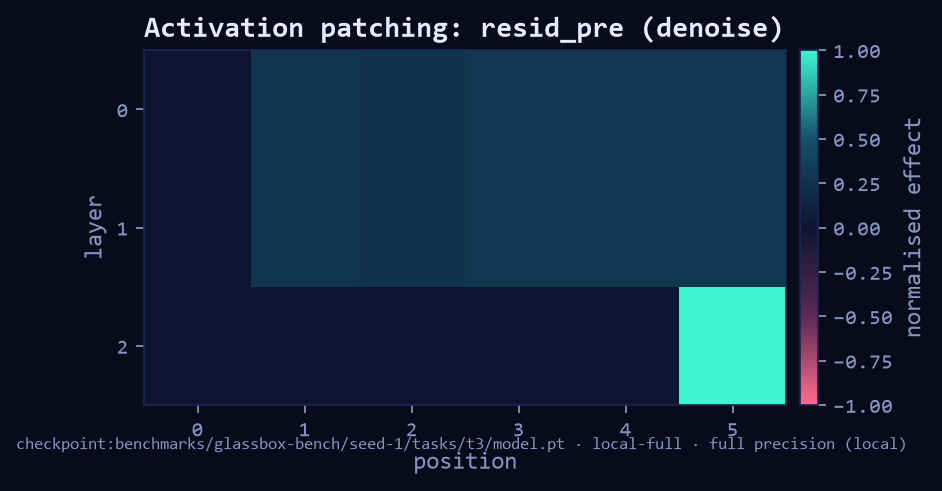 Activation patching: resid_pre (denoise)
layer
0
1
2
0 1 2 3 4 5
checkpoint:benchmarks/glassbox-bench/seed-1/tasks/t3/model.pt · local-full · full precision (local)
position
1.00
0.75
0.50
0.25
0.00
−0.25
−0.50
−0.75
−1.00
normalised effect